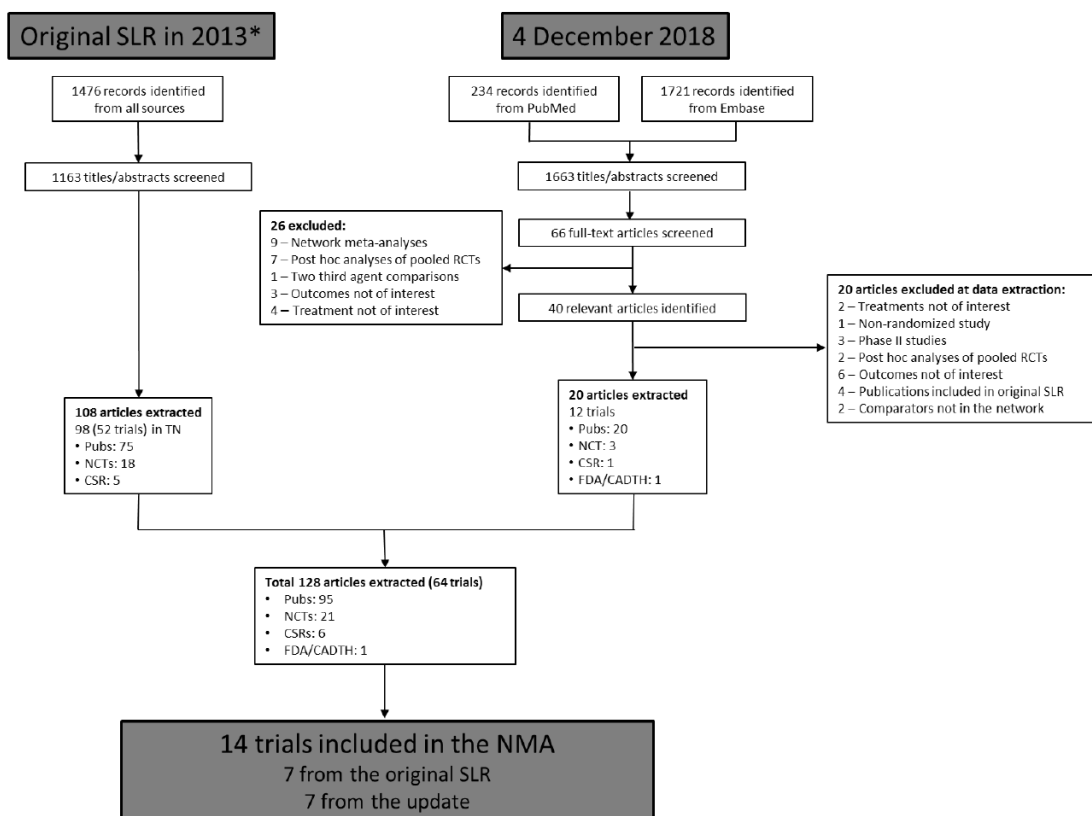 Original SLR in 2013*
4 December 2018
1476 records identified
from all sources
234 records identified
from PubMed
1721 records identified
from Embase
1163 titles/abstracts screened
1663 titles/abstracts screened
26 excluded:
9 – Network meta-analyses
7 – Post hoc analyses of pooled RCTs
1 – Two third agent comparisons
3 – Outcomes not of interest
4 – Treatment not of interest
66 full-text articles screened
40 relevant articles identified
20 articles excluded at data extraction:
2 – Treatments not of interest
1 – Non-randomized study
3 – Phase II studies
2 – Post hoc analyses of pooled RCTs
6 – Outcomes not of interest
4 – Publications included in original SLR
2 – Comparators not in the network
108 articles extracted
98 (52 trials) in TN
• Pubs: 75
• NCTs: 18
• CSR: 5
20 articles extracted
12 trials
• Pubs: 20
• NCT: 3
• CSR: 1
• FDA/CADTH: 1
Total 128 articles extracted (64 trials)
• Pubs: 95
• NCTs: 21
• CSRs: 6
• FDA/CADTH: 1
14 trials included in the NMA
7 from the original SLR
7 from the update